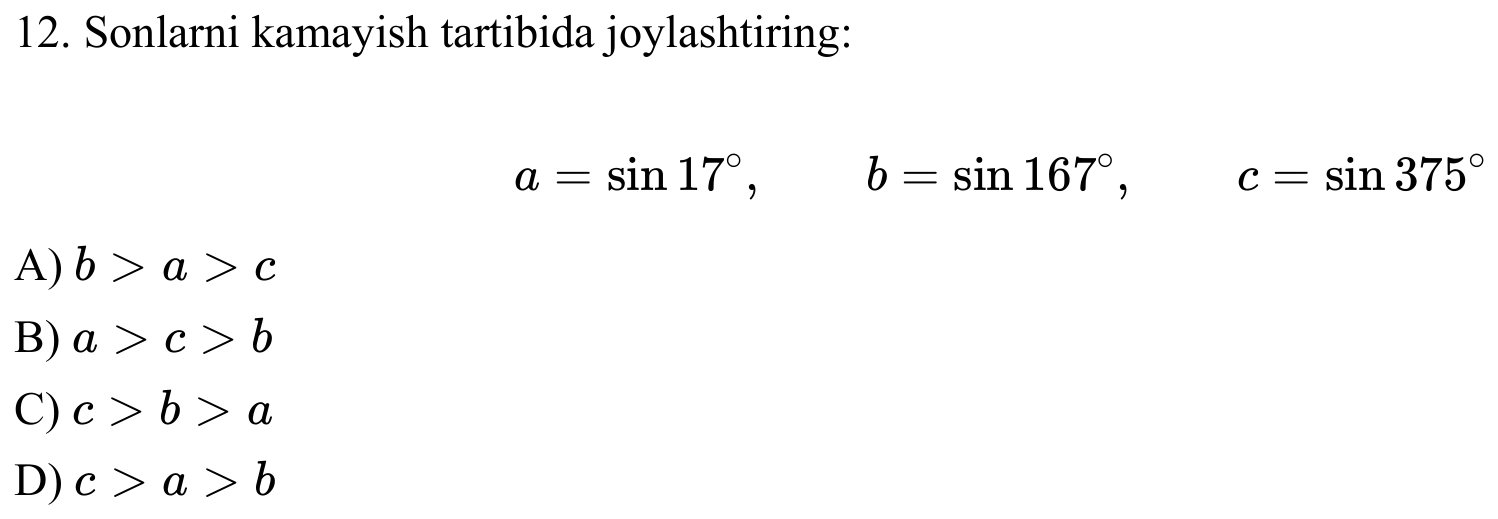 12. Sonlarni kamayish tartibida joylashtiring:
a = sin 17°, b = sin 167°, c = sin 375°
A) b > a > c
B) a > c > b
C) c > b > a
D) c > a > b